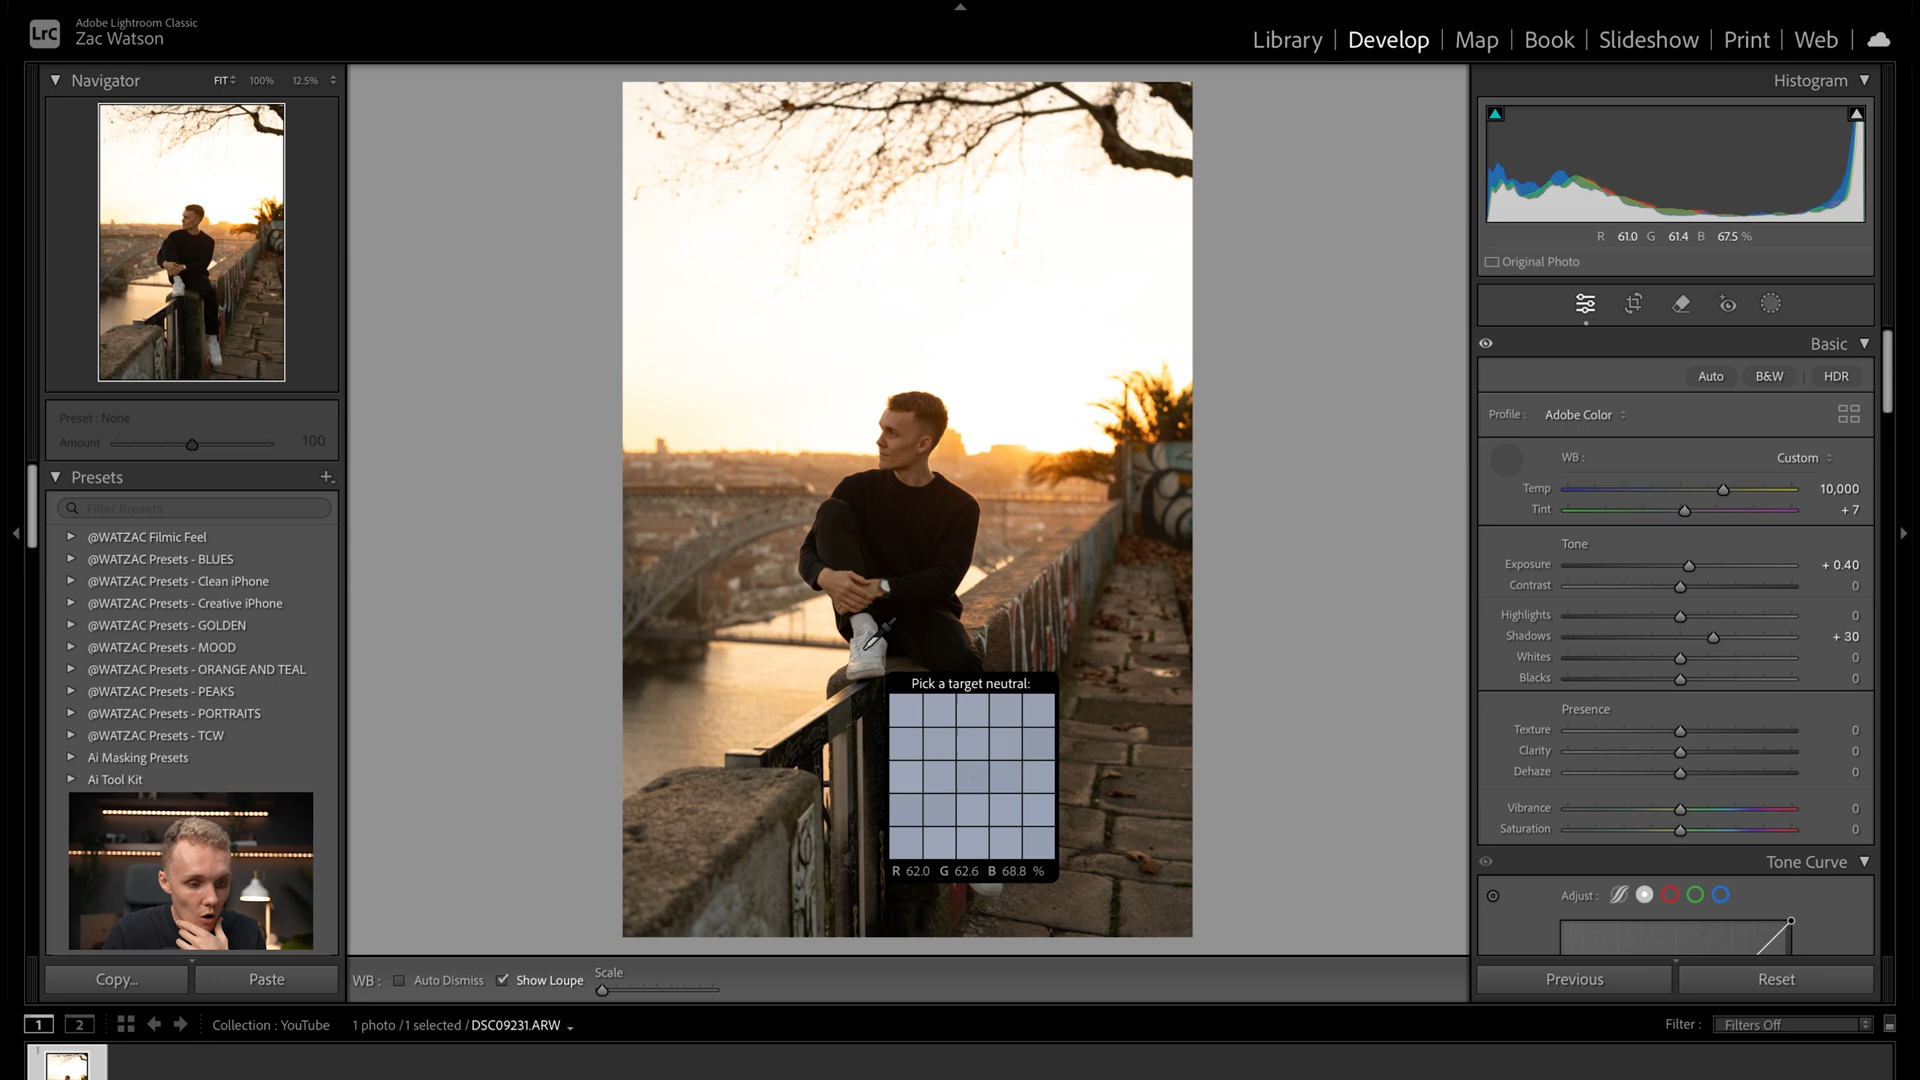 LrC
Adobe Lightroom Classic
Zac Watson
Library | Develop | Map | Book | Slideshow | Print | Web
Navigator FIT 100% 12.5%
Preset : None
Amount 100
Presets
Filter Presets
@WATZAC Filmic Feel
@WATZAC Presets - BLUES
@WATZAC Presets - Clean iPhone
@WATZAC Presets - Creative iPhone
@WATZAC Presets - GOLDEN
@WATZAC Presets - MOOD
@WATZAC Presets - ORANGE AND TEAL
@WATZAC Presets - PEAKS
@WATZAC Presets - PORTRAITS
@WATZAC Presets - TCW
Ai Masking Presets
Ai Tool Kit
Copy... Paste
Pick a target neutral:
R 62.0 G 62.6 B 68.8 %
WB : Auto Dismiss Show Loupe Scale
Histogram
R 61.0 G 61.4 B 67.5 %
Original Photo
Basic
Auto B&W | HDR
Profile : Adobe Color
WB : Custom
Temp 10,000
Tint + 7
Tone
Exposure + 0.40
Contrast 0
Highlights 0
Shadows + 30
Whites 0
Blacks 0
Presence
Texture 0
Clarity 0
Dehaze 0
Vibrance 0
Saturation 0
Tone Curve
Adjust :
Previous Reset
1 2 Collection : YouTube 1 photo / 1 selected / DSC09231.ARW
Filter : Filters Off
1